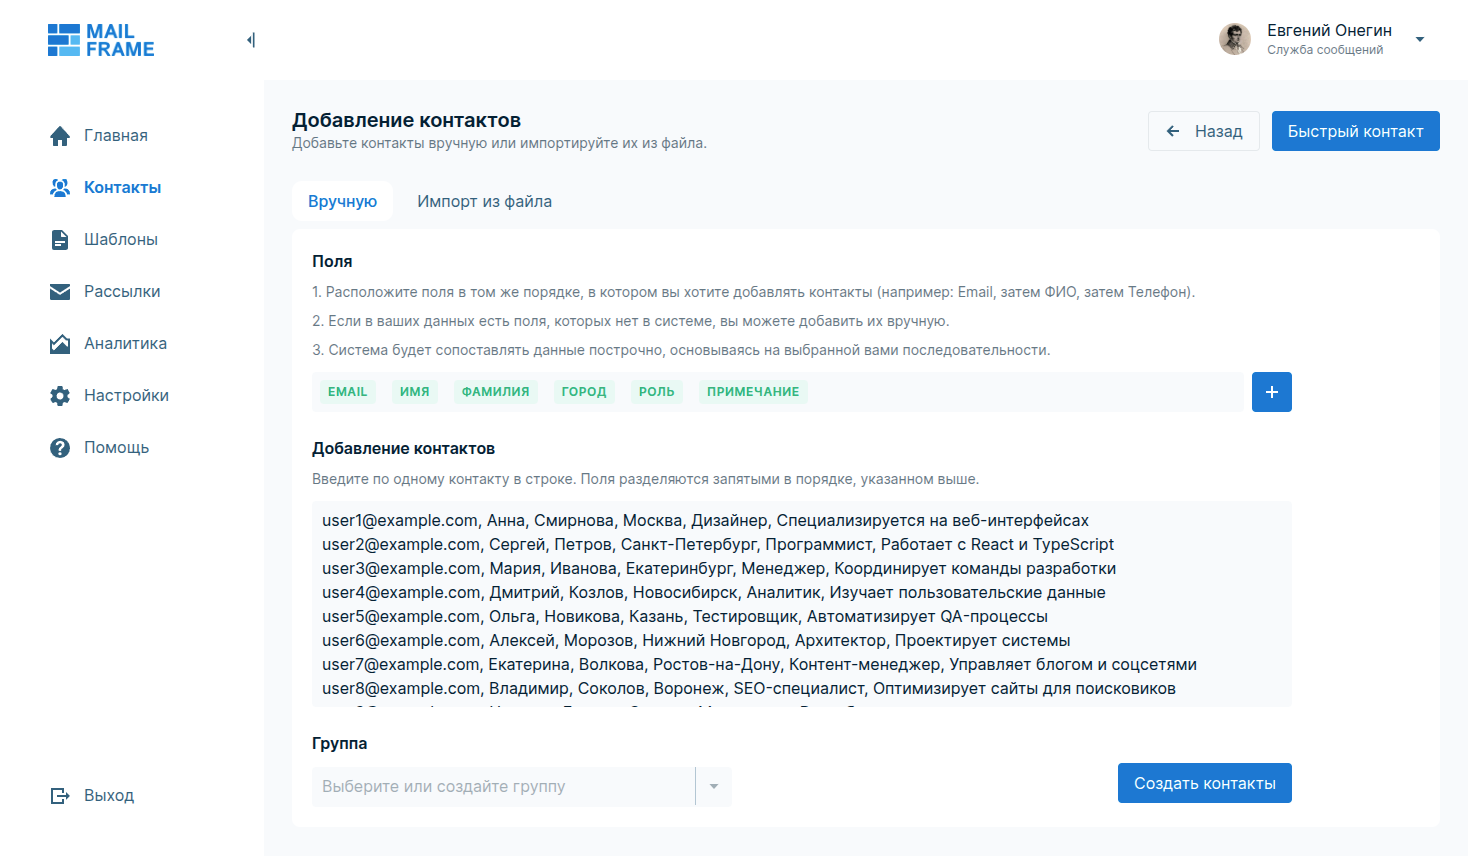 MAIL
FRAME
Евгений Онегин
Служба сообщений
Главная
Контакты
Шаблоны
Рассылки
Аналитика
Настройки
Помощь
Выход
Добавление контактов
Добавьте контакты вручную или импортируйте их из файла.
Назад
Быстрый контакт
Вручную
Импорт из файла
Поля
1. Расположите поля в том же порядке, в котором вы хотите добавлять контакты (например: Email, затем ФИО, затем Телефон).
2. Если в ваших данных есть поля, которых нет в системе, вы можете добавить их вручную.
3. Система будет сопоставлять данные построчно, основываясь на выбранной вами последовательности.
EMAIL ИМЯ ФАМИЛИЯ ГОРОД РОЛЬ ПРИМЕЧАНИЕ
Добавление контактов
Введите по одному контакту в строке. Поля разделяются запятыми в порядке, указанном выше.
user1@example.com, Анна, Смирнова, Москва, Дизайнер, Специализируется на веб-интерфейсах
user2@example.com, Сергей, Петров, Санкт-Петербург, Программист, Работает с React и TypeScript
user3@example.com, Мария, Иванова, Екатеринбург, Менеджер, Координирует команды разработки
user4@example.com, Дмитрий, Козлов, Новосибирск, Аналитик, Изучает пользовательские данные
user5@example.com, Ольга, Новикова, Казань, Тестировщик, Автоматизирует QA-процессы
user6@example.com, Алексей, Морозов, Нижний Новгород, Архитектор, Проектирует системы
user7@example.com, Екатерина, Волкова, Ростов-на-Дону, Контент-менеджер, Управляет блогом и соцсетями
user8@example.com, Владимир, Соколов, Воронеж, SEO-специалист, Оптимизирует сайты для поисковиков
Группа
Выберите или создайте группу
Создать контакты